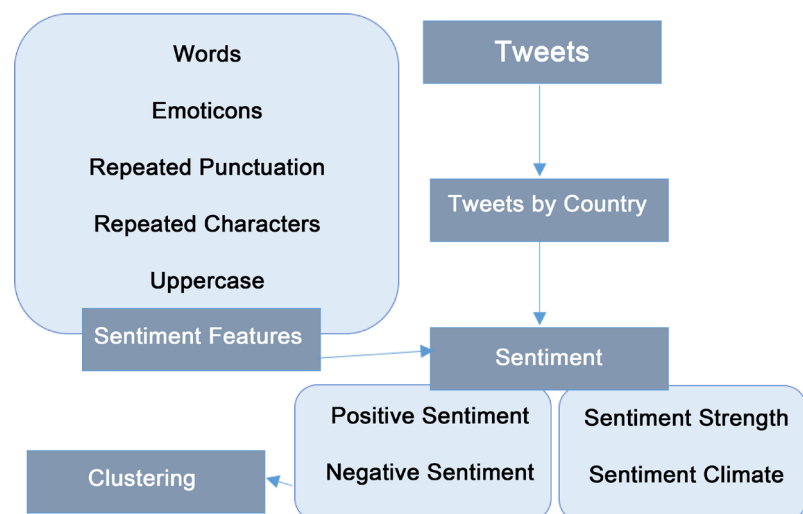 Words
Emoticons
Repeated Punctuation
Repeated Characters
Uppercase
Sentiment Features
Tweets
Tweets by Country
Sentiment
Positive Sentiment
Negative Sentiment
Sentiment Strength
Sentiment Climate
Clustering